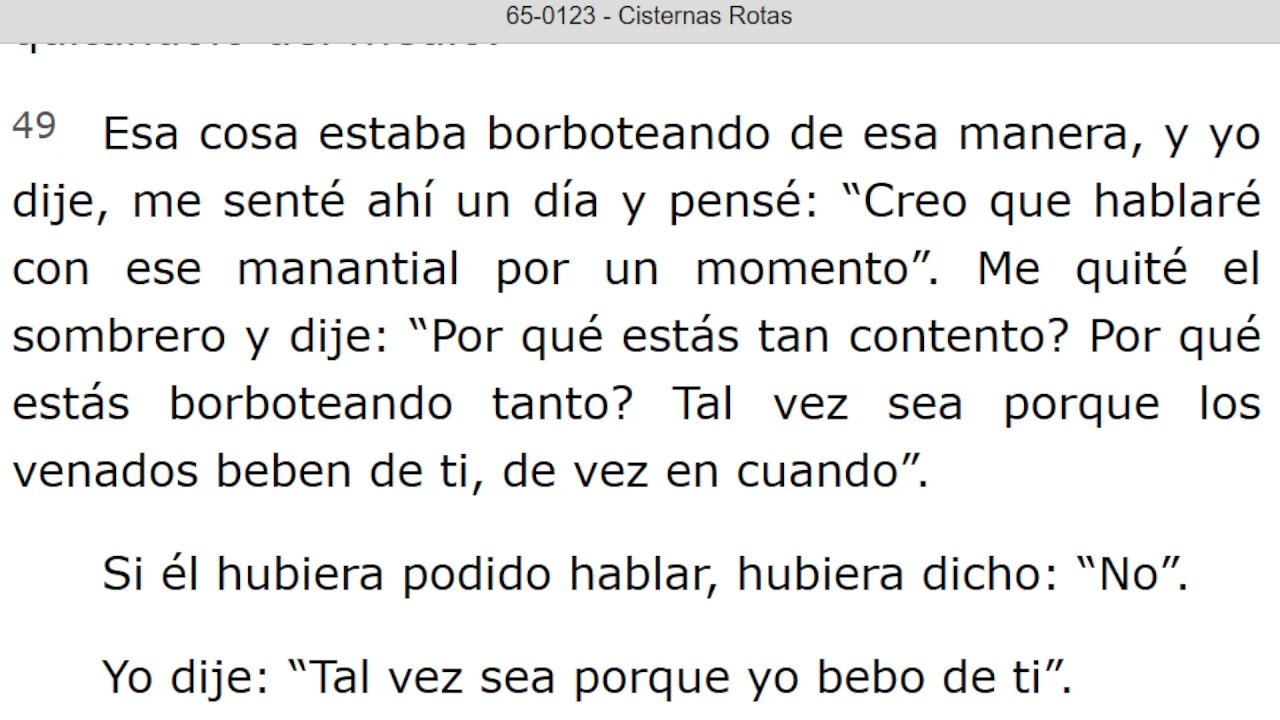 65-0123 - Cisternas Rotas
49 Esa cosa estaba borboteando de esa manera, y yo
dije, me senté ahí un día y pensé: “Creo que hablaré
con ese manantial por un momento”. Me quité el
sombrero y dije: “Por qué estás tan contento? Por qué
estás borboteando tanto? Tal vez sea porque los
venados beben de ti, de vez en cuando”.
Si él hubiera podido hablar, hubiera dicho: “No”.
Yo dije: “Tal vez sea porque yo bebo de ti”.